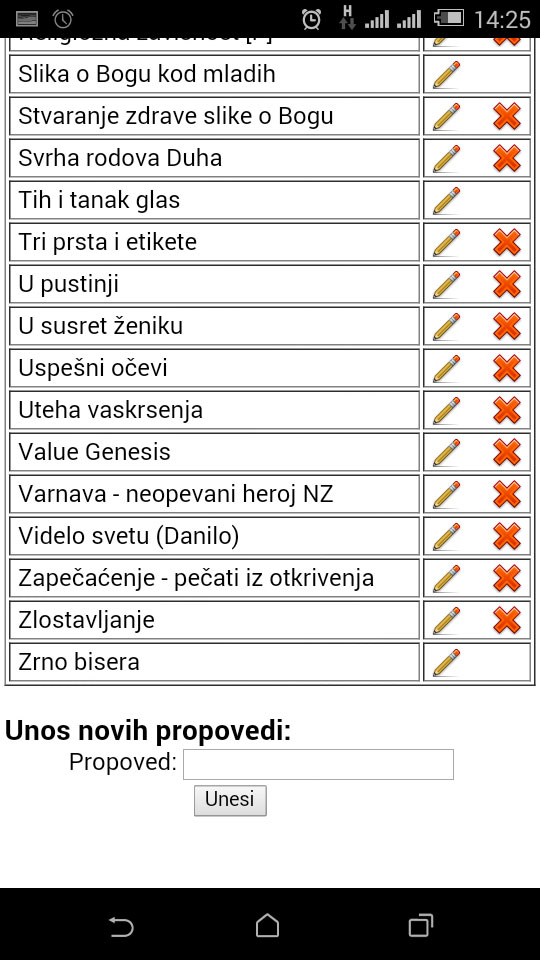 H 14:25
Slika o Bogu kod mladih
Stvaranje zdrave slike o Bogu
Svrha rodova Duha
Tih i tanak glas
Tri prsta i etikete
U pustinji
U susret ženiku
Uspešni očevi
Uteha vaskrsenja
Value Genesis
Varnava - neopevani heroj NZ
Videlo svetu (Danilo)
Zapečaćenje - pečati iz otkrivenja
Zlostavljanje
Zrno bisera
Unos novih propovedi:
Propoved:
Unesi